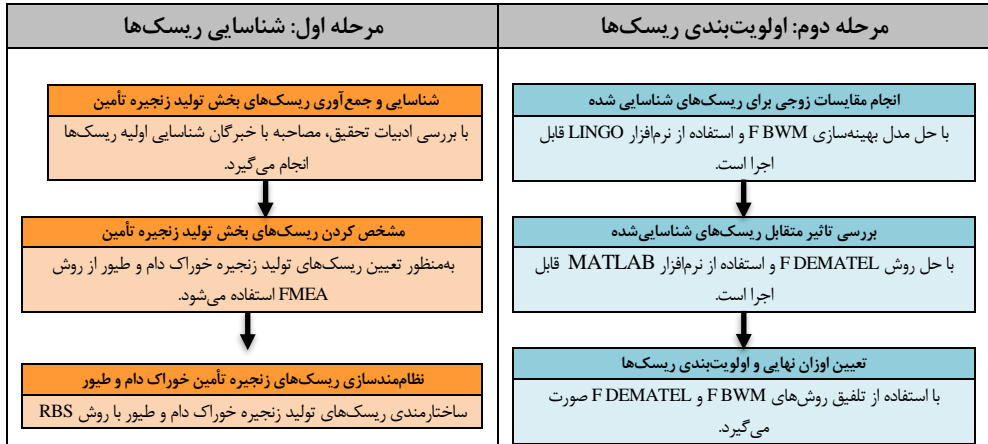 مرحله اول: شناسایی ریسک‌ها
شناسایی و جمع‌آوری ریسک‌های بخش تولید زنجیره تأمین
با بررسی ادبیات تحقیق، مصاحبه با خبرگان شناسایی اولیه ریسک‌ها
انجام می‌گیرد.
مشخص کردن ریسک‌های بخش تولید زنجیره تأمین
به‌منظور تعیین ریسک‌های تولید زنجیره خوراک دام و طیور از روش
FMEA استفاده می‌شود.
نظام‌مندسازی ریسک‌های زنجیره تأمین خوراک دام و طیور
ساختارمندی ریسک‌های تولید زنجیره خوراک دام و طیور با روش RBS
مرحله دوم: اولویت‌بندی ریسک‌ها
انجام مقایسات زوجی برای ریسک‌های شناسایی شده
با حل مدل بهینه‌سازی F BWM و استفاده از نرم‌افزار LINGO قابل
اجرا است.
بررسی تاثیر متقابل ریسک‌های شناسایی‌شده
با حل روش F DEMATEL و استفاده از نرم‌افزار MATLAB قابل
اجرا است.
تعیین اوزان نهایی و اولویت‌بندی ریسک‌ها
با استفاده از تلفیق روش‌های F BWM و F DEMATEL صورت
می‌گیرد.